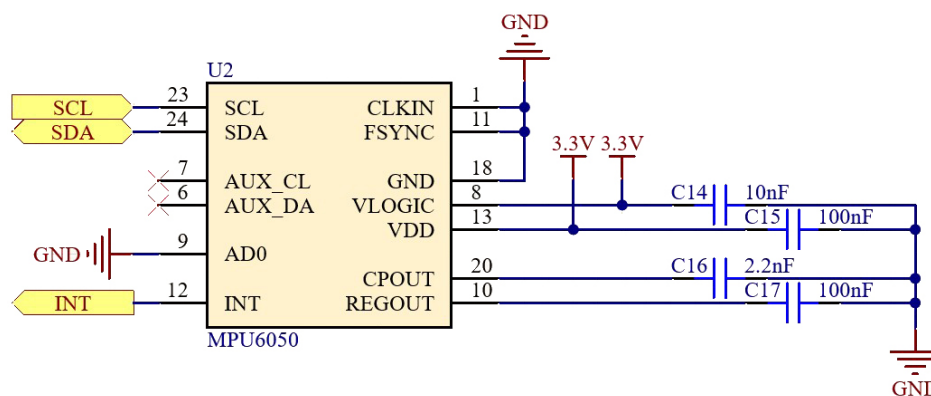 GND
U2
SCL 23 SCL CLKIN 1
SDA 24 SDA FSYNC 11
3.3V 3.3V
7 AUX_CL GND 18
6 AUX_DA VLOGIC 8 C14 10nF
VDD 13 C15 100nF
GND 9 AD0
CPOUT 20 C16 2.2nF
INT 12 INT REGOUT 10 C17 100nF
MPU6050
GND